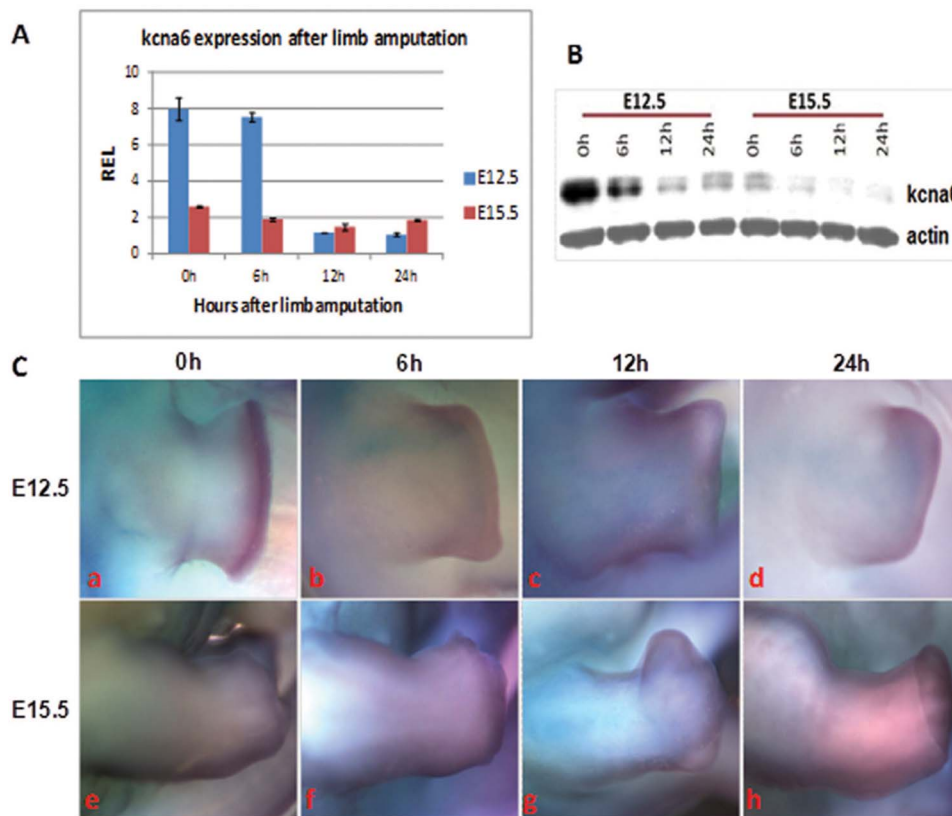 A
kcna6 expression after limb amputation
10
8
6
4
2
0
REL
0h 6h 12h 24h
Hours after limb amputation
E12.5
E15.5
B
E12.5 E15.5
0h 6h 12h 24h 0h 6h 12h 24h
kcna6
actin
C
0h 6h 12h 24h
E12.5
a b c d
E15.5
e f g h